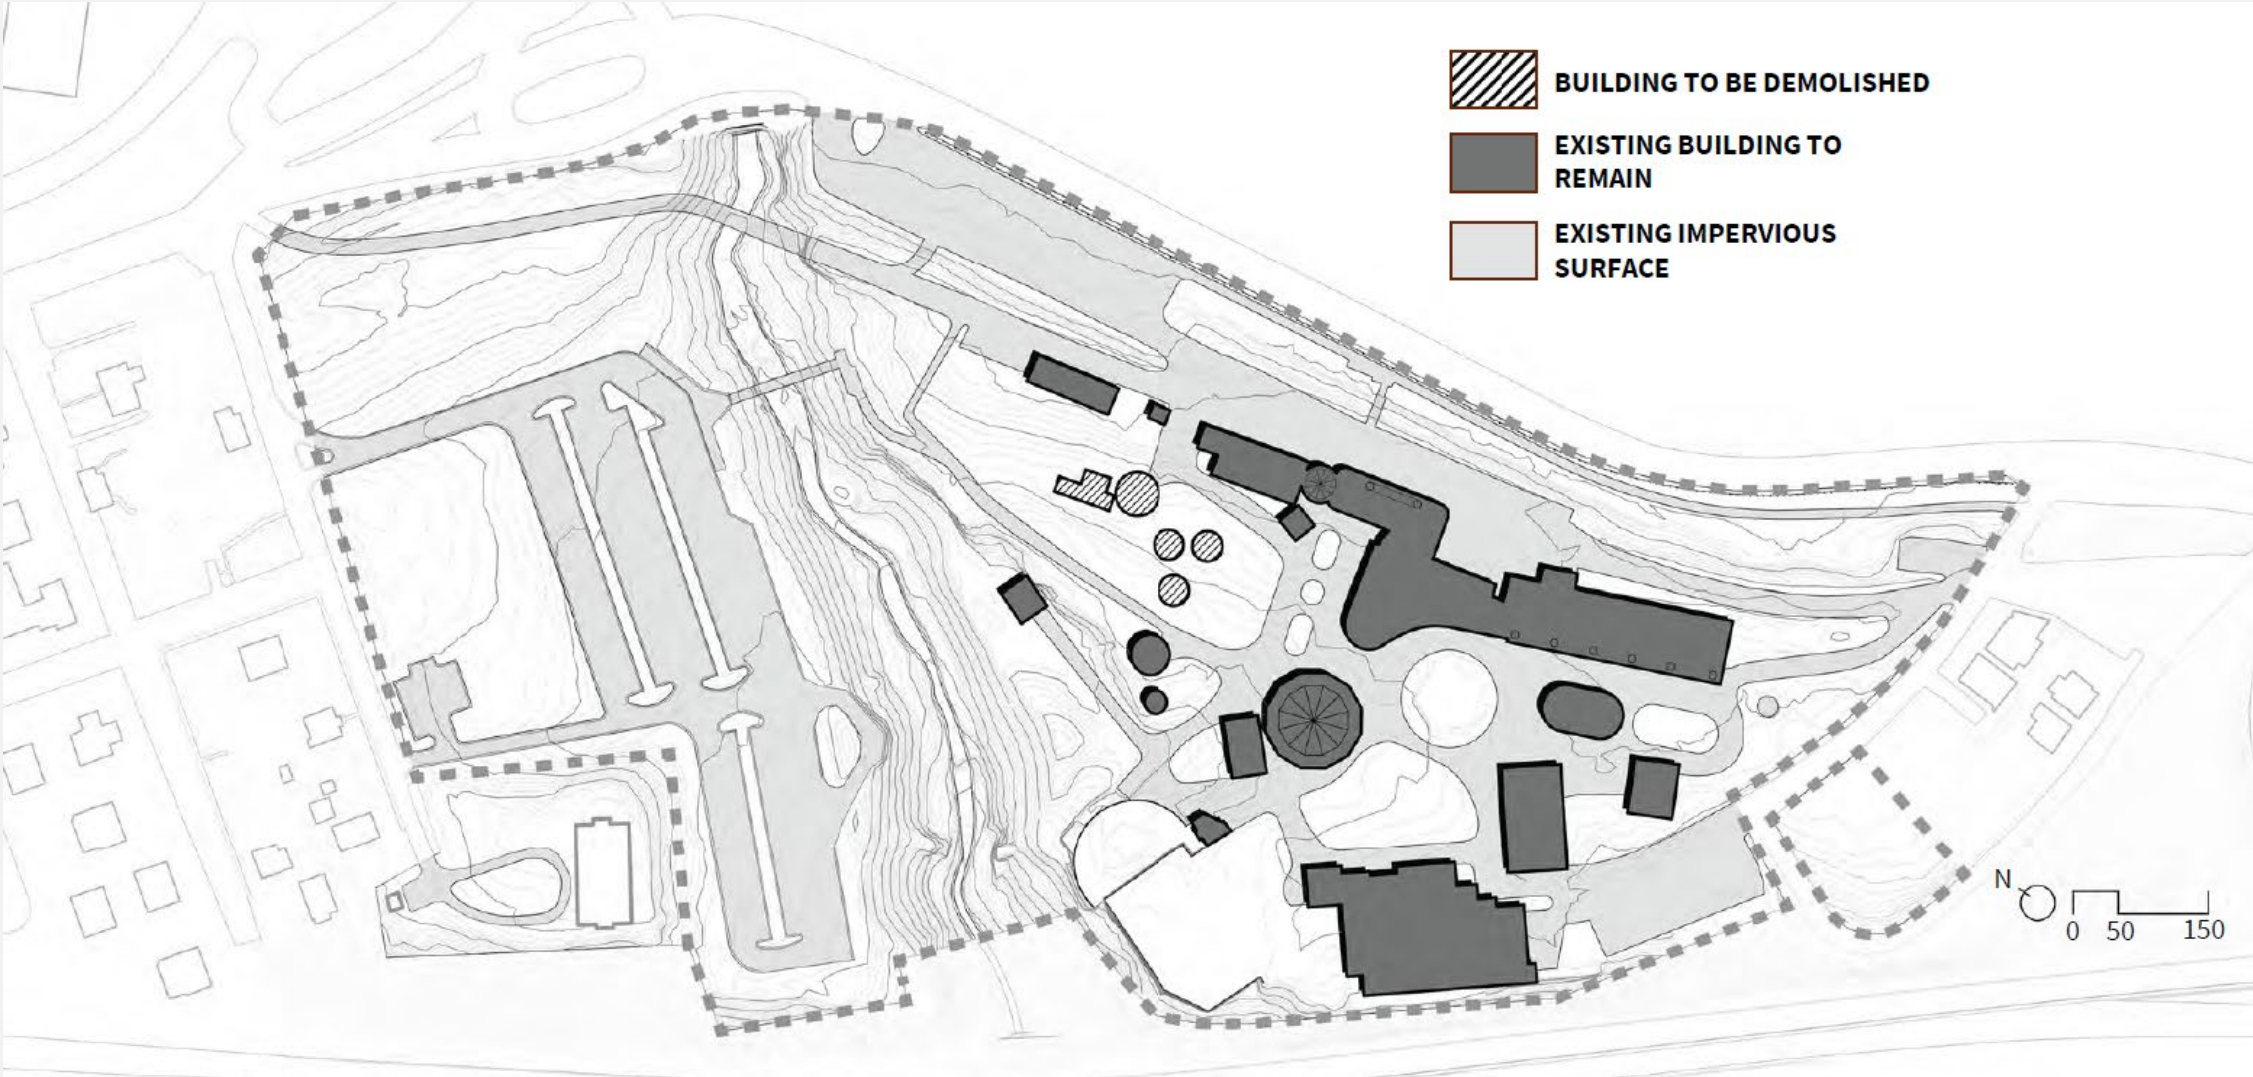 BUILDING TO BE DEMOLISHED
EXISTING BUILDING TO
REMAIN
EXISTING IMPERVIOUS
SURFACE
N
0 50 150